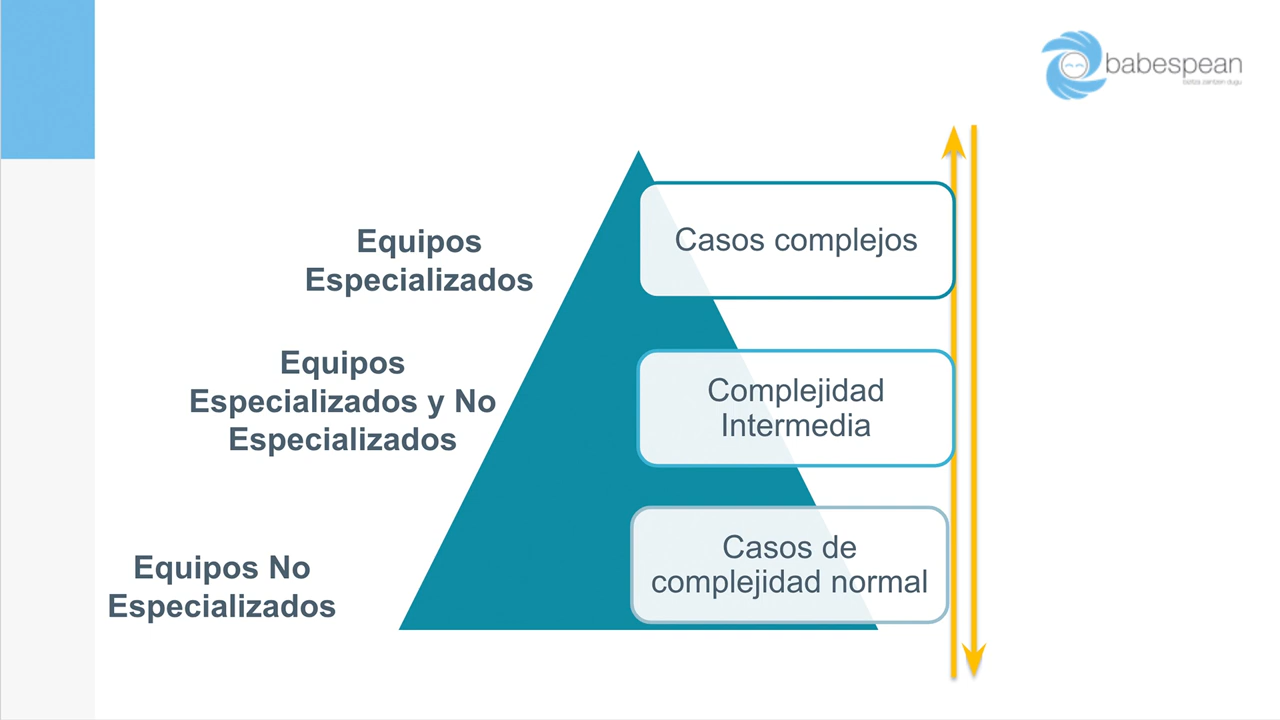 babespean
Equipos
Especializados
Casos complejos
Equipos
Especializados y No
Especializados
Complejidad
Intermedia
Equipos No
Especializados
Casos de
complejidad normal